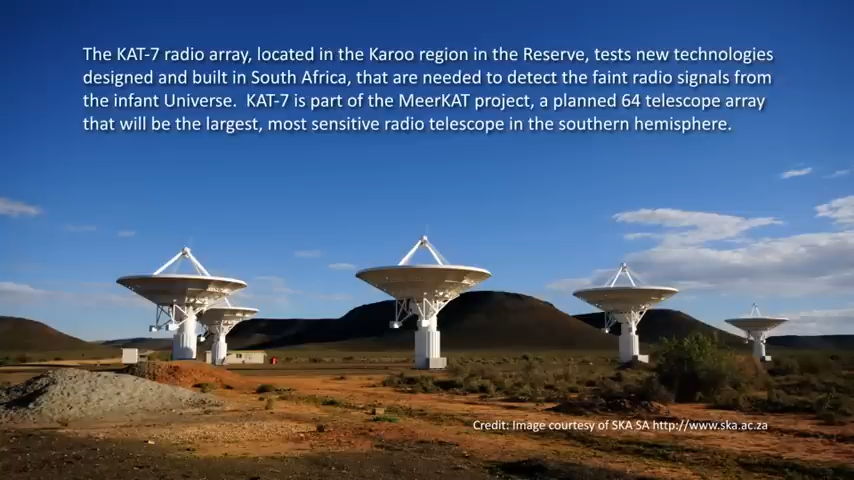 The KAT-7 radio array, located in the Karoo region in the Reserve, tests new technologies
designed and built in South Africa, that are needed to detect the faint radio signals from
the infant Universe.  KAT-7 is part of the MeerKAT project, a planned 64 telescope array
that will be the largest, most sensitive radio telescope in the southern hemisphere.
Credit: Image courtesy of SKA SA http://www.ska.ac.za